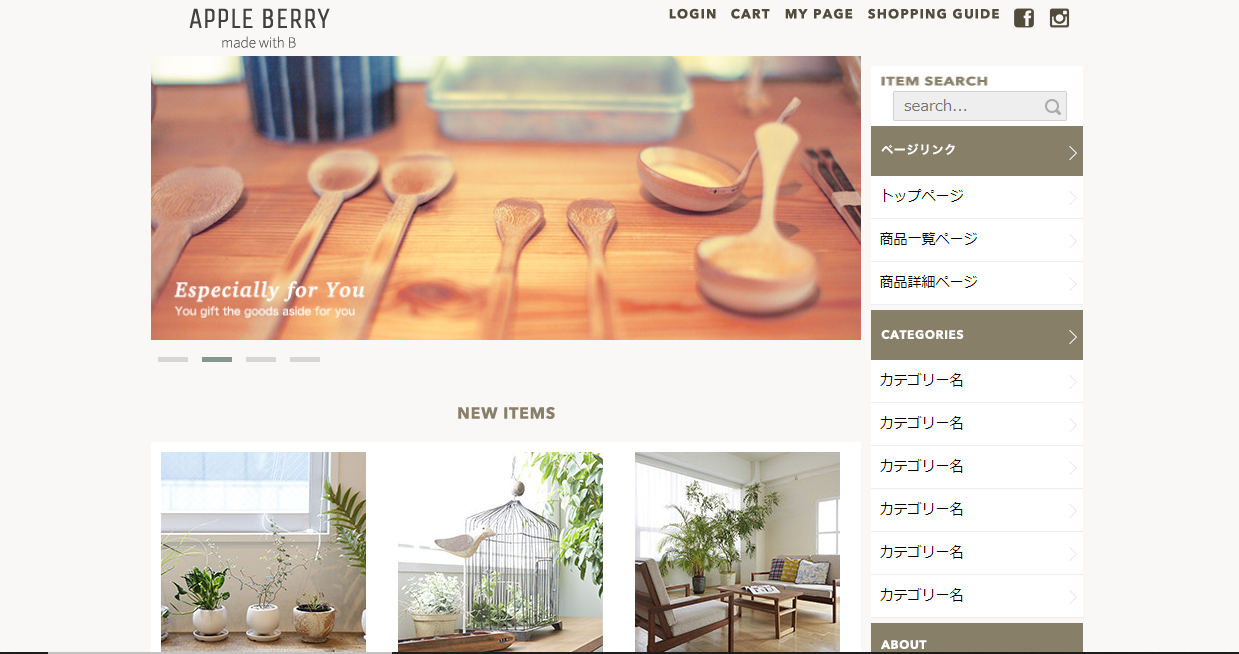 APPLE BERRY
made with B
LOGIN CART MY PAGE SHOPPING GUIDE
Especially for You
You gift the goods aside for you
NEW ITEMS
ITEM SEARCH
search...
ページリンク
トップページ
商品一覧ページ
商品詳細ページ
CATEGORIES
カテゴリー名
カテゴリー名
カテゴリー名
カテゴリー名
カテゴリー名
カテゴリー名
ABOUT